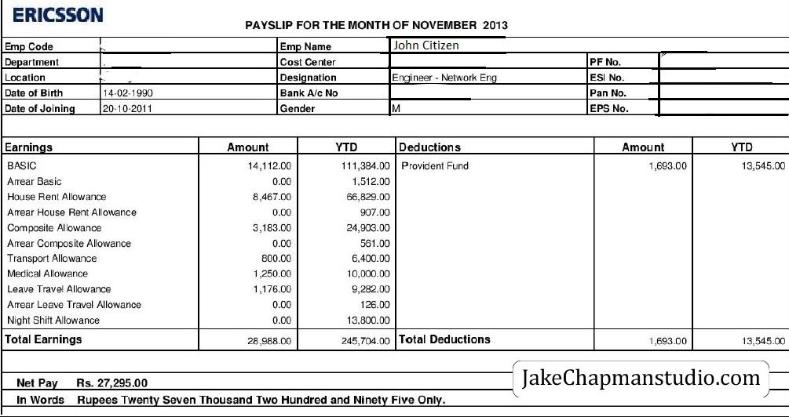 ERICSSON
PAYSLIP FOR THE MONTH OF NOVEMBER 2013
Emp Code Emp Name John Citizen
Department Cost Center PF No.
Location Designation Engineer - Network Eng ESI No.
Date of Birth 14-02-1990 Bank A/c No Pan No.
Date of Joining 20-10-2011 Gender M EPS No.
Earnings Amount YTD Deductions Amount YTD
BASIC 14,112.00 111,384.00 Provident Fund 1,693.00 13,545.00
Arrear Basic 0.00 1,512.00
House Rent Allowance 8,467.00 66,829.00
Arrear House Rent Allowance 0.00 907.00
Composite Allowance 3,183.00 24,903.00
Arrear Composite Allowance 0.00 561.00
Transport Allowance 800.00 6,400.00
Medical Allowance 1,250.00 10,000.00
Leave Travel Allowance 1,176.00 9,282.00
Arrear Leave Travel Allowance 0.00 126.00
Night Shift Allowance 0.00 13,800.00
Total Earnings 28,988.00 245,704.00 Total Deductions 1,693.00 13,545.00
Net Pay Rs. 27,295.00
In Words Rupees Twenty Seven Thousand Two Hundred and Ninety Five Only.
JakeChapmanstudio.com